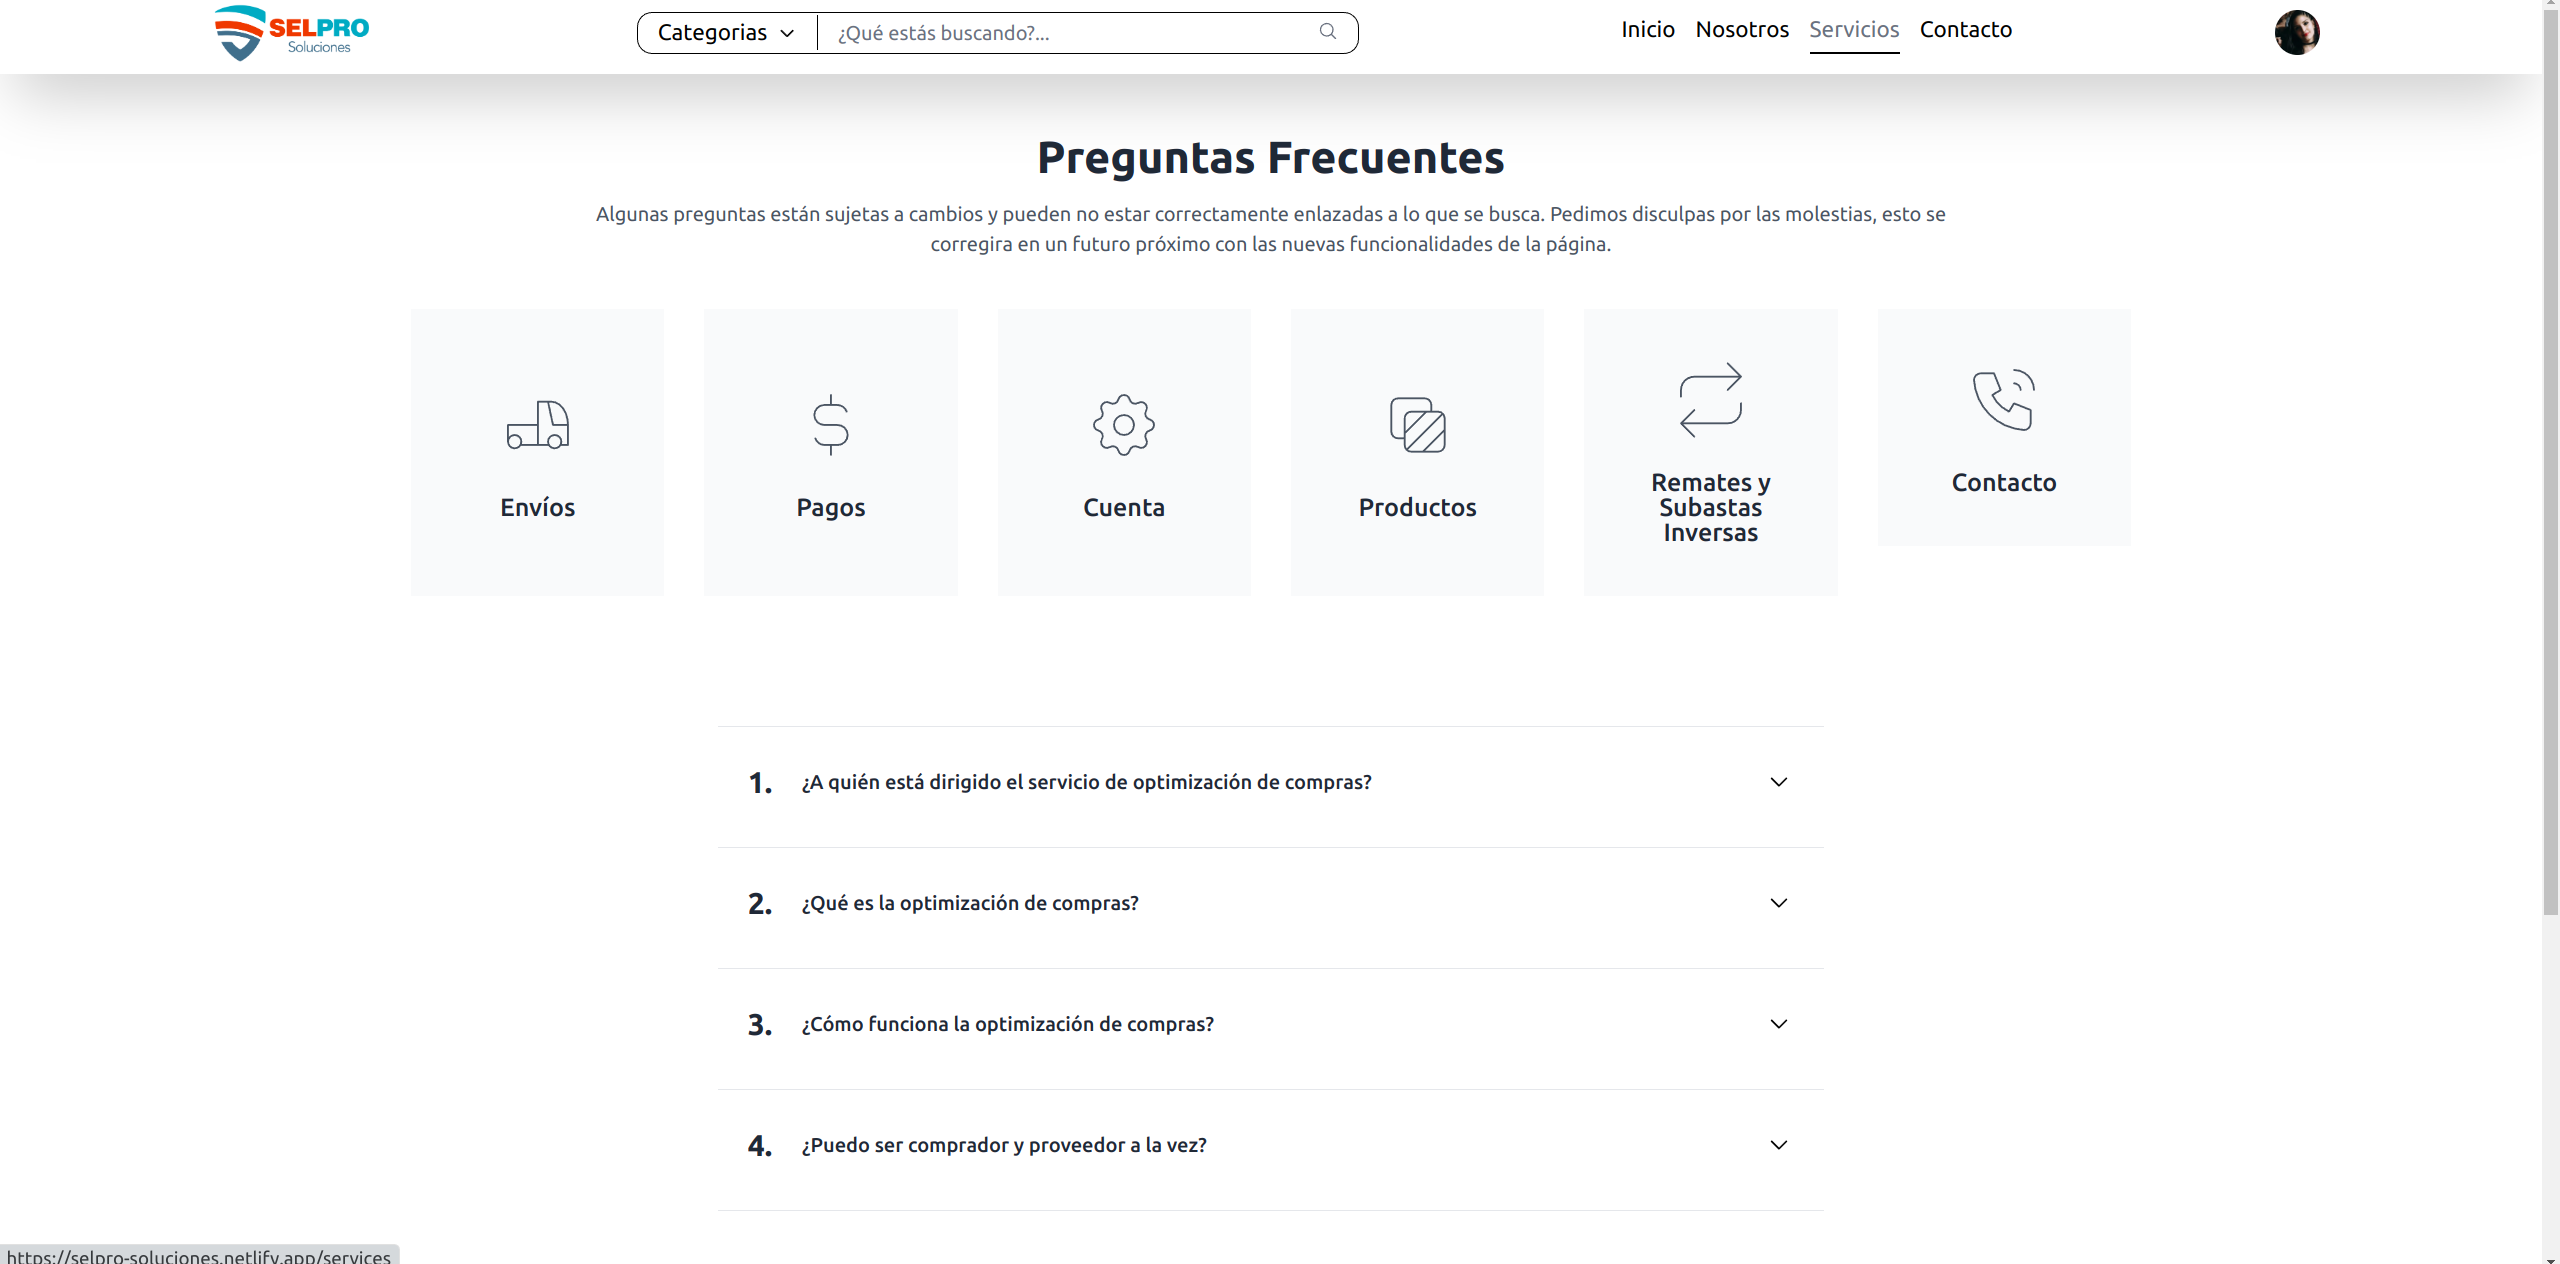 SELPRO
Soluciones
Categorias
¿Qué estás buscando?...
Inicio Nosotros Servicios Contacto
Preguntas Frecuentes
Algunas preguntas están sujetas a cambios y pueden no estar correctamente enlazadas a lo que se busca. Pedimos disculpas por las molestias, esto se
corregira en un futuro próximo con las nuevas funcionalidades de la página.
Envíos
Pagos
Cuenta
Productos
Remates y
Subastas
Inversas
Contacto
1. ¿A quién está dirigido el servicio de optimización de compras?
2. ¿Qué es la optimización de compras?
3. ¿Cómo funciona la optimización de compras?
4. ¿Puedo ser comprador y proveedor a la vez?
https://selpro-soluciones.netlify.app/services